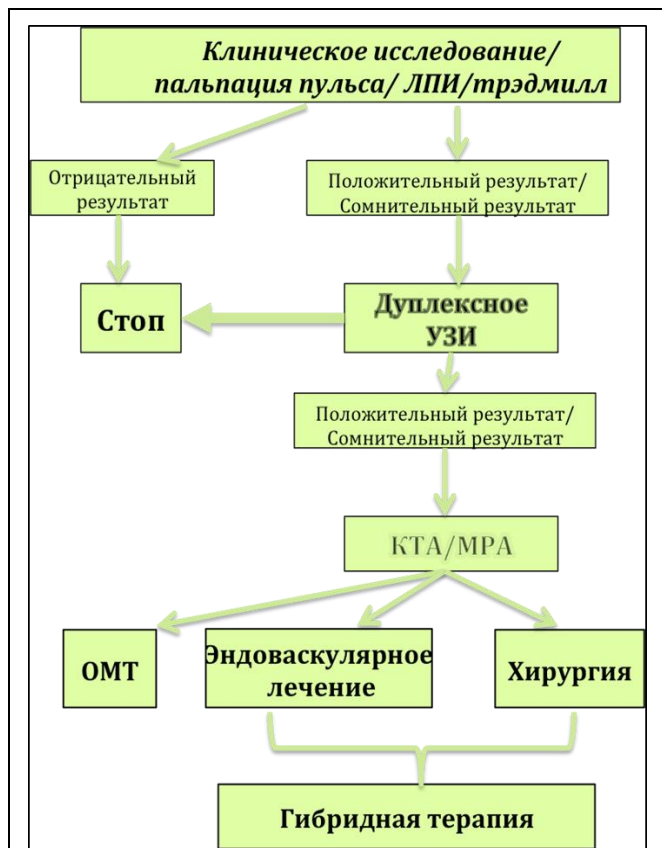 Клиническое исследование/
пальпация пульса/ ЛПИ/трэдмилл
Отрицательный
результат
Положительный результат/
Сомнительный результат
Стоп
Дуплексное
УЗИ
Положительный результат/
Сомнительный результат
КТА/МРА
ОМТ
Эндоваскулярное
лечение
Хирургия
Гибридная терапия